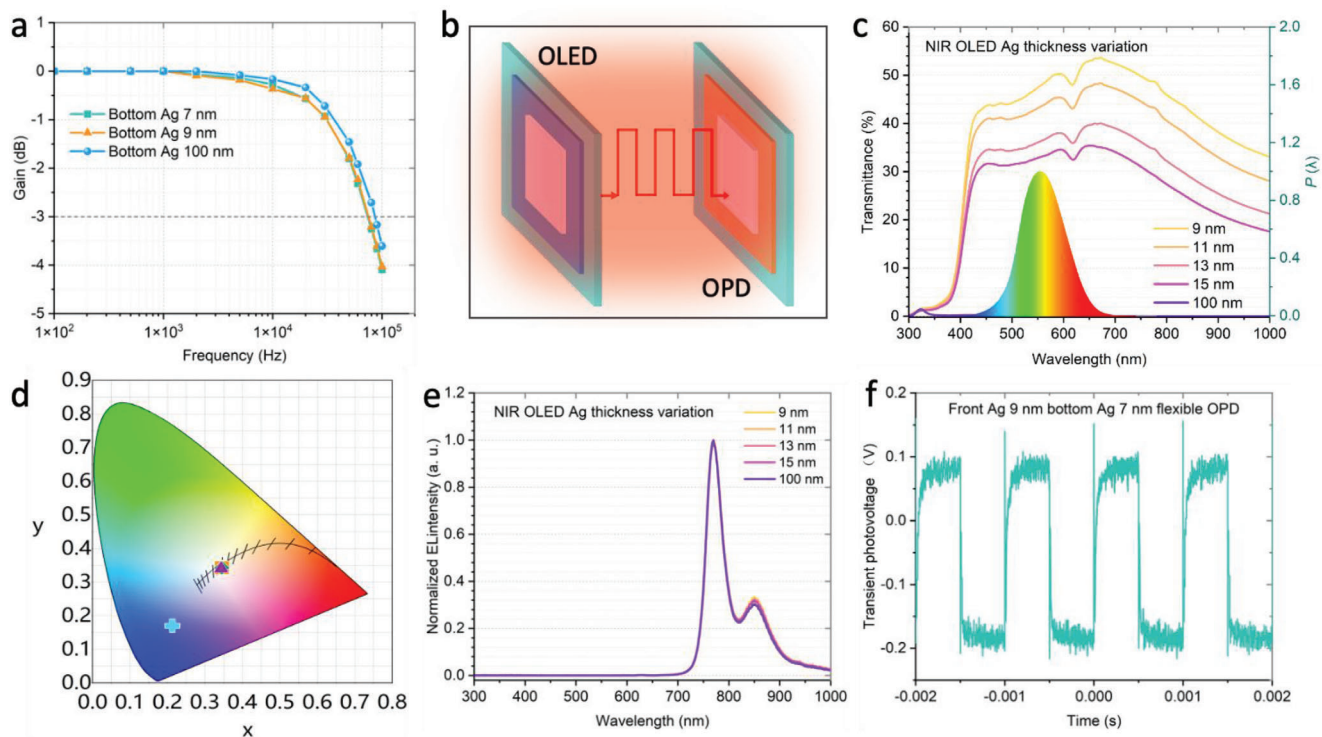 a
1
0
-1
-2
-3
-4
-5
Gain (dB)
Bottom Ag 7 nm
Bottom Ag 9 nm
Bottom Ag 100 nm
1×10²
1×10³
1×10⁴
1×10⁵
Frequency (Hz)
b
OLED
OPD
c
NIR OLED Ag thickness variation
60
50
40
30
20
10
0
Transmittance (%)
2.0
1.6
1.2
0.8
0.4
0.0
P (λ)
9 nm
11 nm
13 nm
15 nm
100 nm
300 400 500 600 700 800 900 1000
Wavelength (nm)
d
0.9
0.8
0.7
0.6
0.5
0.4
0.3
0.2
0.1
0.0
y
0.0 0.1 0.2 0.3 0.4 0.5 0.6 0.7 0.8
x
e
NIR OLED Ag thickness variation
1.2
1.0
0.8
0.6
0.4
0.2
0.0
Normalized ELintensity (a. u.)
9 nm
11 nm
13 nm
15 nm
100 nm
300 400 500 600 700 800 900 1000
Wavelength (nm)
f
Front Ag 9 nm bottom Ag 7 nm flexible OPD
0.2
0.1
0.0
-0.1
-0.2
Transient photovoltage （V）
-0.002 -0.001 0.000 0.001 0.002
Time (s)